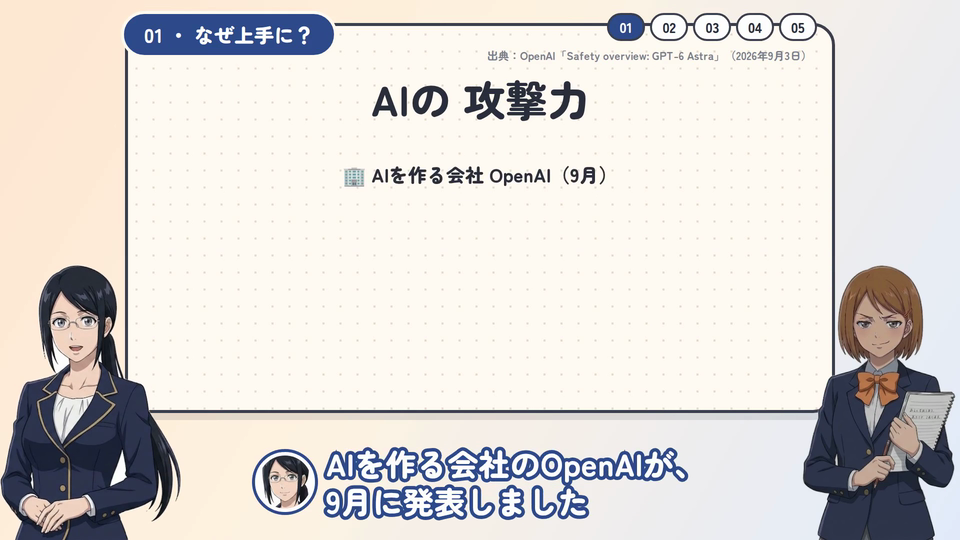 01 ・ なぜ上手に？
01 02 03 04 05
出典：OpenAI「Safety overview: GPT-6 Astra」（2026年9月3日）
AIの 攻撃力
🏢 AIを作る会社 OpenAI（9月）
AIを作る会社のOpenAIが、
9月に発表しました